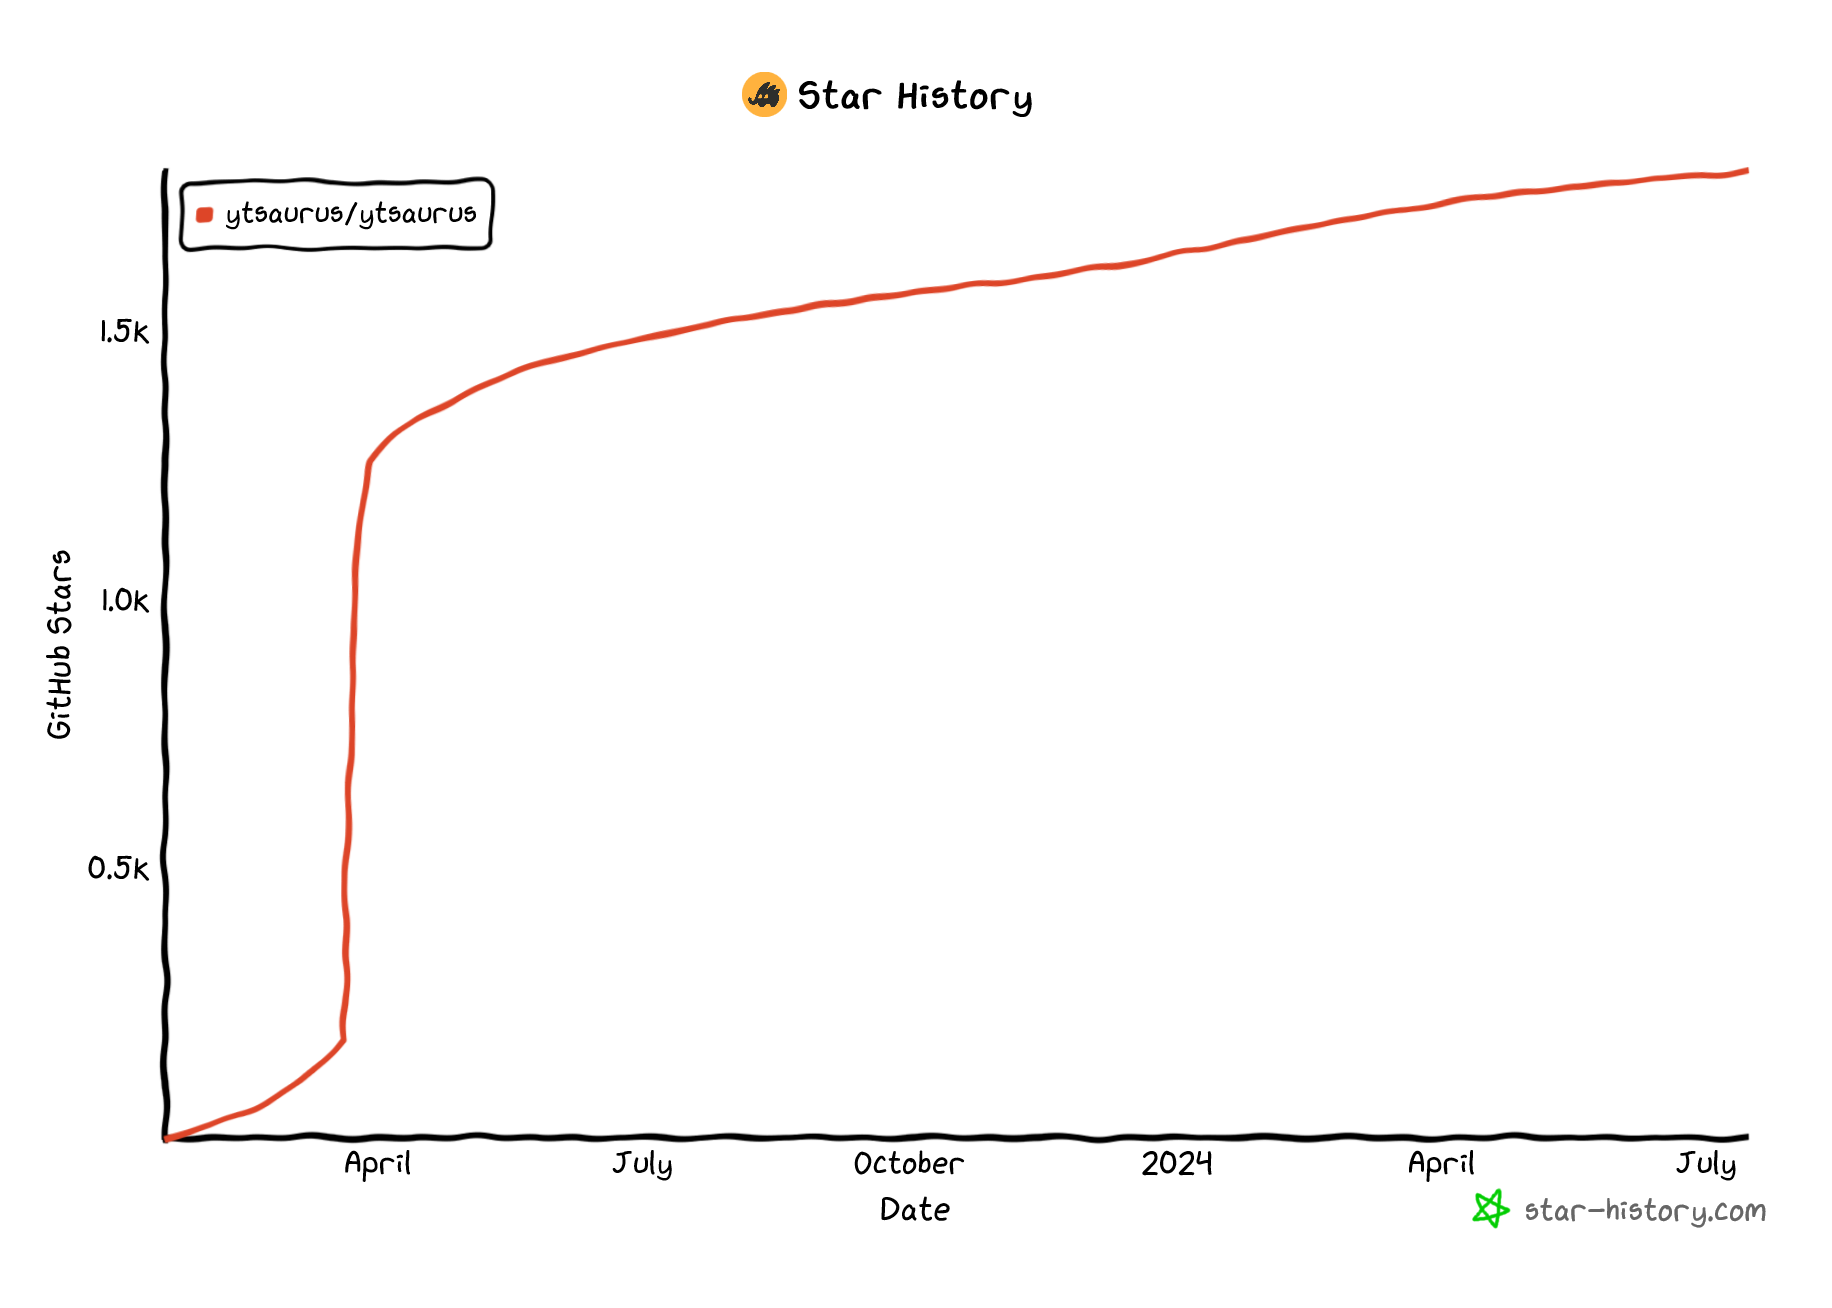 Star History
ytsaurus/ytsaurus
1.5K
1.0K
0.5K
GitHub Stars
April July October 2024 April July
Date
star-history.com